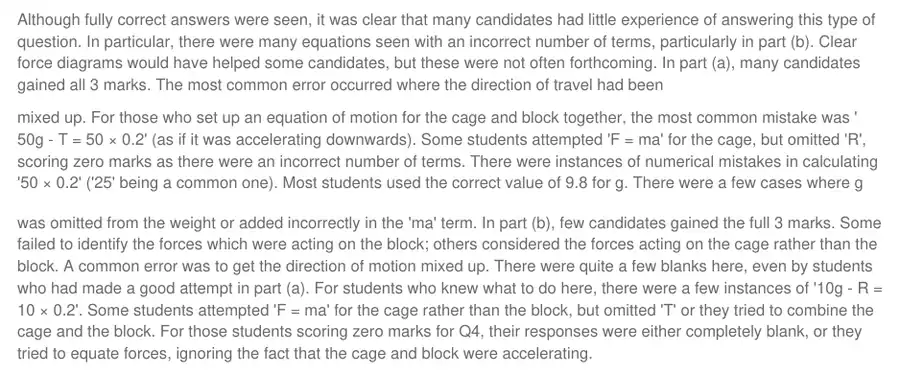 Although fully correct answers were seen, it was clear that many candidates had little experience of answering this type of
question. In particular, there were many equations seen with an incorrect number of terms, particularly in part (b). Clear
force diagrams would have helped some candidates, but these were not often forthcoming. In part (a), many candidates
gained all 3 marks. The most common error occurred where the direction of travel had been
mixed up. For those who set up an equation of motion for the cage and block together, the most common mistake was '
50g - T = 50 × 0.2' (as if it was accelerating downwards). Some students attempted 'F = ma' for the cage, but omitted 'R',
scoring zero marks as there were an incorrect number of terms. There were instances of numerical mistakes in calculating
'50 × 0.2' ('25' being a common one). Most students used the correct value of 9.8 for g. There were a few cases where g
was omitted from the weight or added incorrectly in the 'ma' term. In part (b), few candidates gained the full 3 marks. Some
failed to identify the forces which were acting on the block; others considered the forces acting on the cage rather than the
block. A common error was to get the direction of motion mixed up. There were quite a few blanks here, even by students
who had made a good attempt in part (a). For students who knew what to do here, there were a few instances of '10g - R =
10 × 0.2'. Some students attempted 'F = ma' for the cage rather than the block, but omitted 'T' or they tried to combine the
cage and the block. For those students scoring zero marks for Q4, their responses were either completely blank, or they
tried to equate forces, ignoring the fact that the cage and block were accelerating.